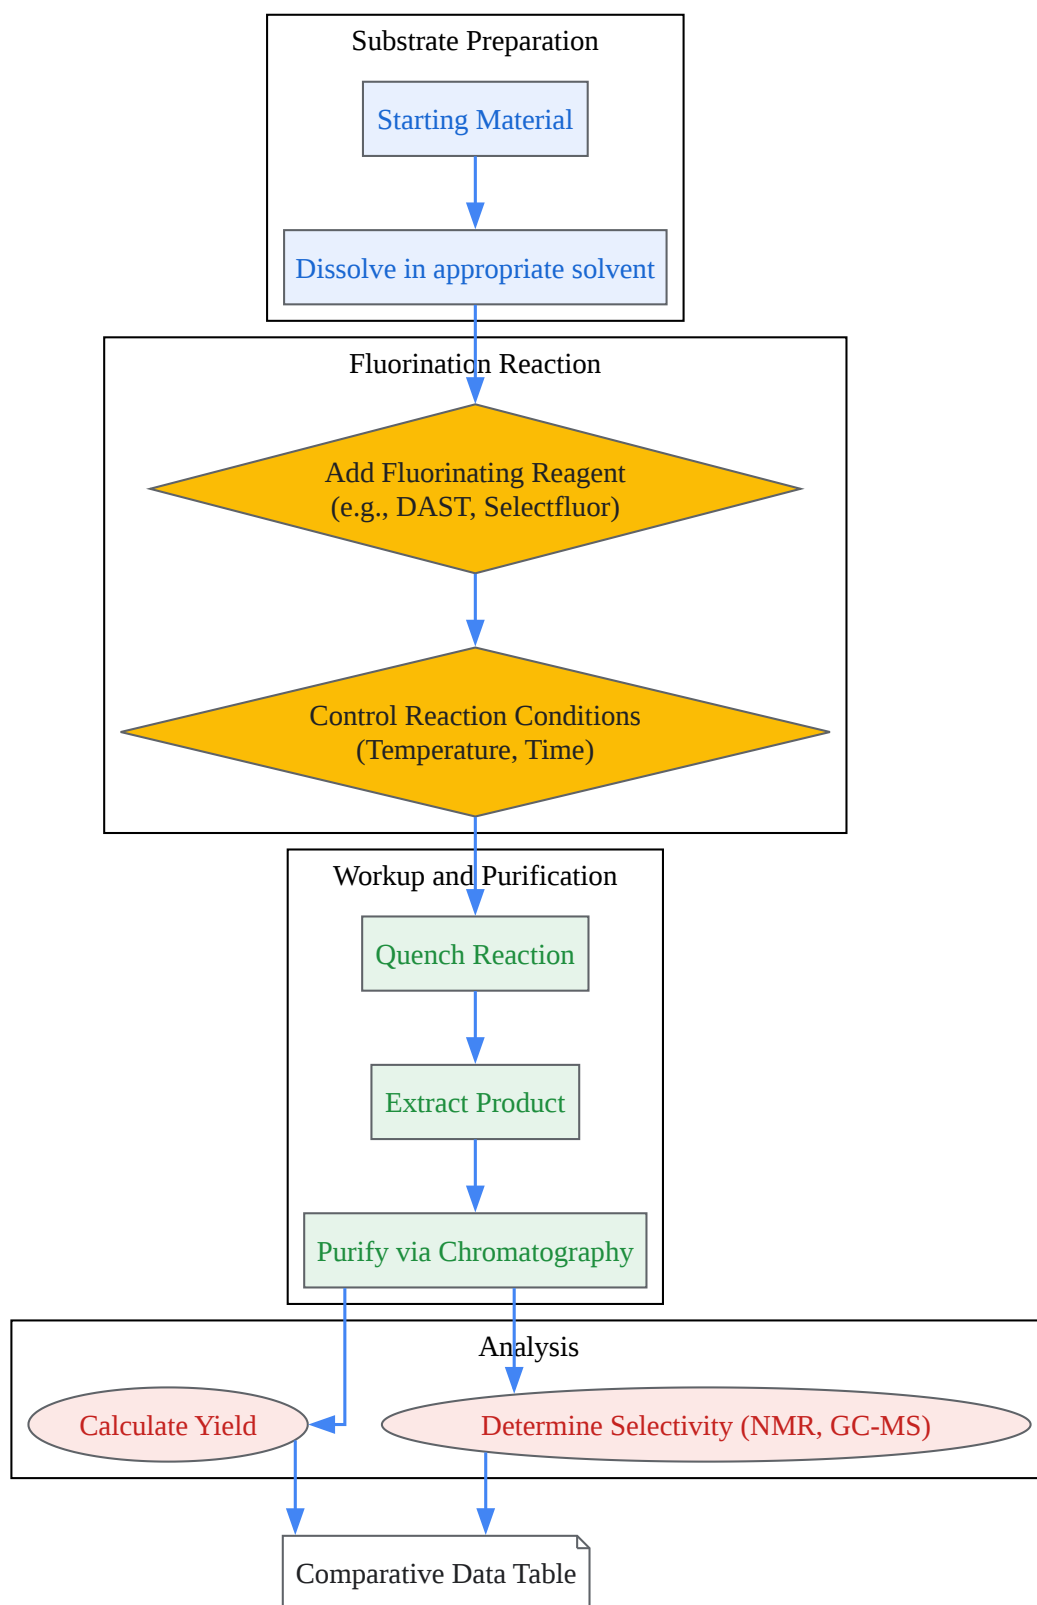 Substrate Preparation
Starting Material
Dissolve in appropriate solvent
Fluorination Reaction
Add Fluorinating Reagent
(e.g., DAST, Selectfluor)
Control Reaction Conditions
(Temperature, Time)
Workup and Purification
Quench Reaction
Extract Product
Purify via Chromatography
Analysis
Calculate Yield
Determine Selectivity (NMR, GC-MS)
Comparative Data Table